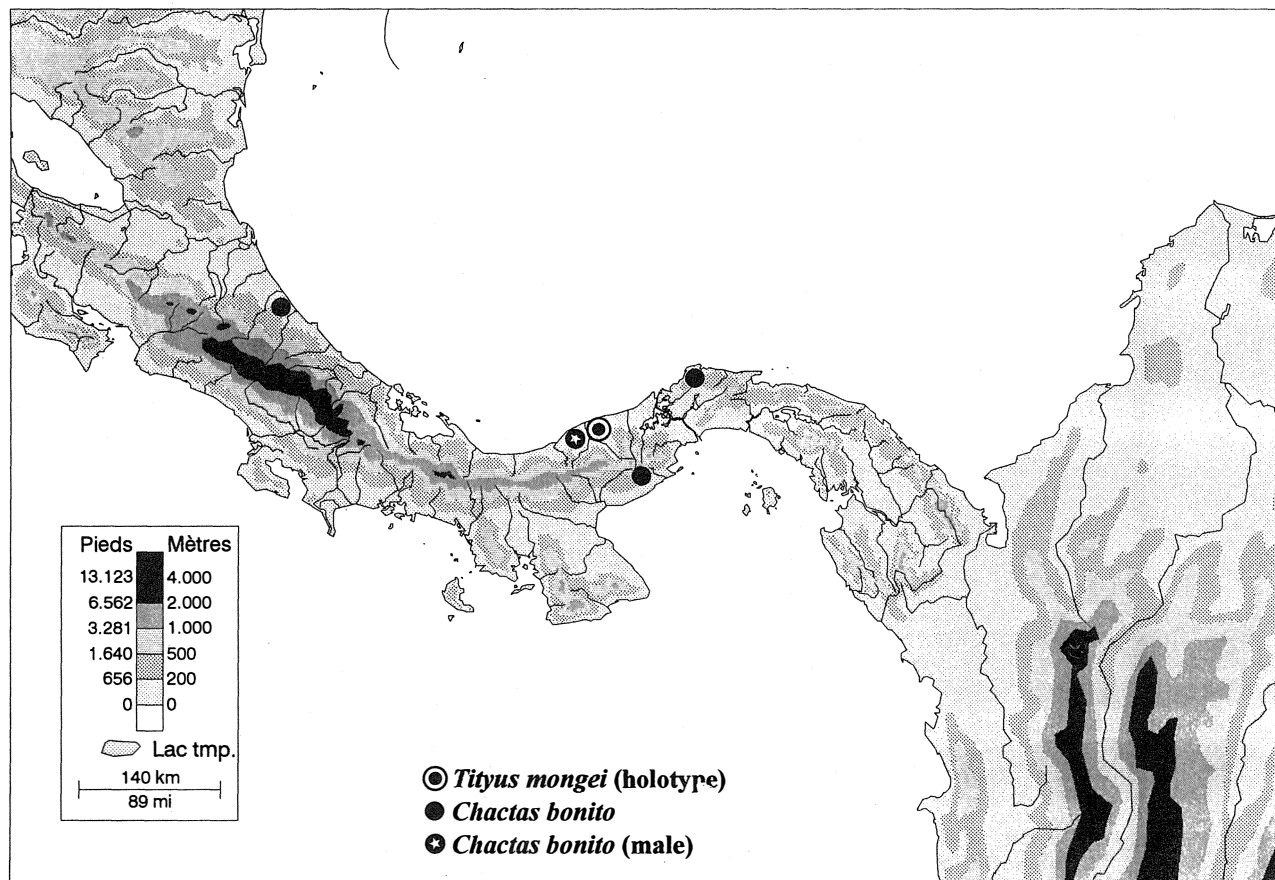 Pieds Mètres
13.123 4.000
6.562 2.000
3.281 1.000
1.640 500
656 200
0 0
Lac tmp.
140 km
89 mi
Tityus mongei (holotype)
Chactas bonito
Chactas bonito (male)